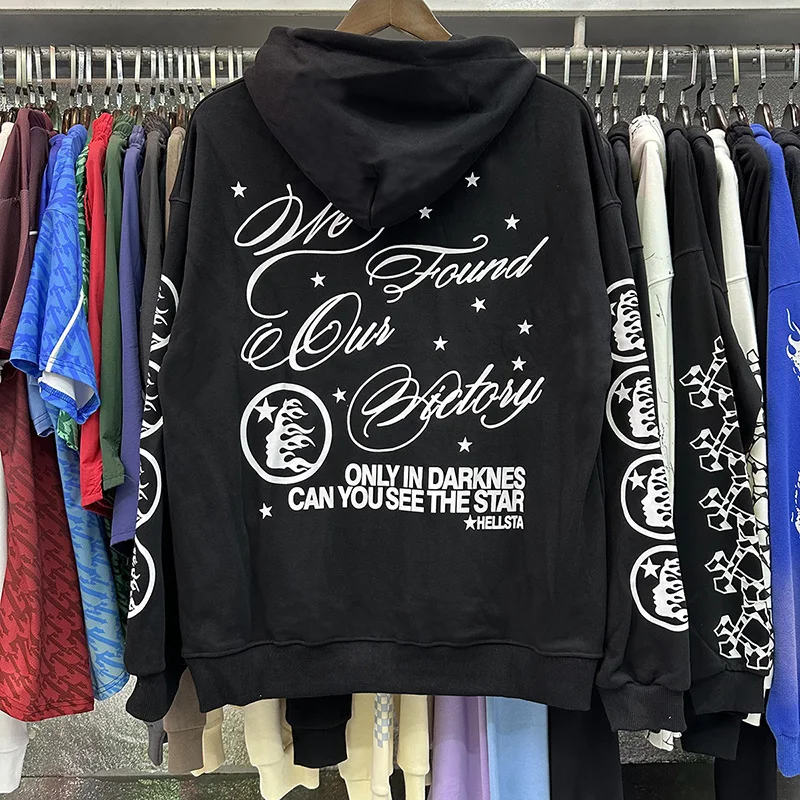 We
Found
Our
Victory
ONLY IN DARKNES
CAN YOU SEE THE STAR
★HELLSTA